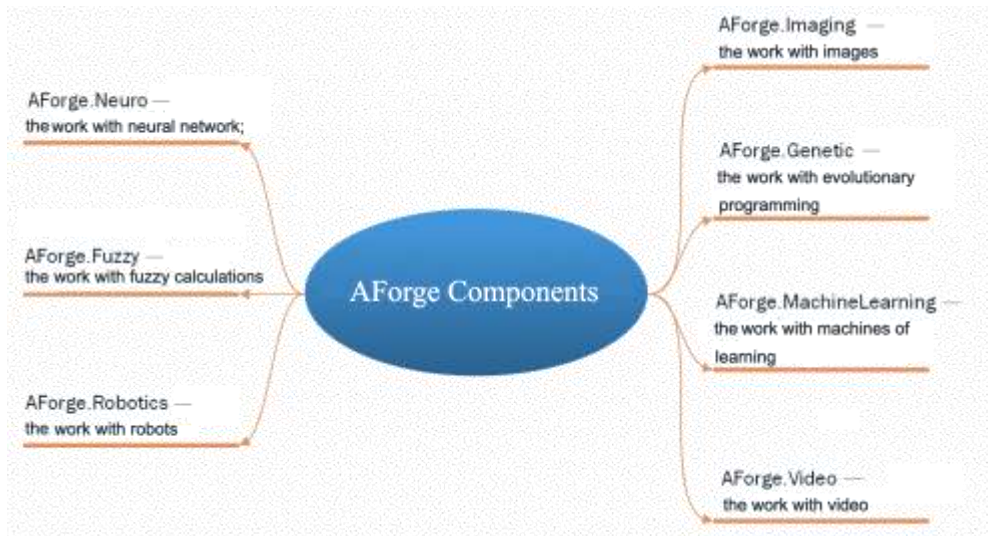 AForge.Neuro —
the work with neural network;
AForge.Fuzzy —
the work with fuzzy calculations
AForge.Robotics —
the work with robots
AForge Components
AForge.Imaging —
the work with images
AForge.Genetic —
the work with evolutionary
programming
AForge.MachineLearning —
the work with machines of
learning
AForge.Video —
the work with video